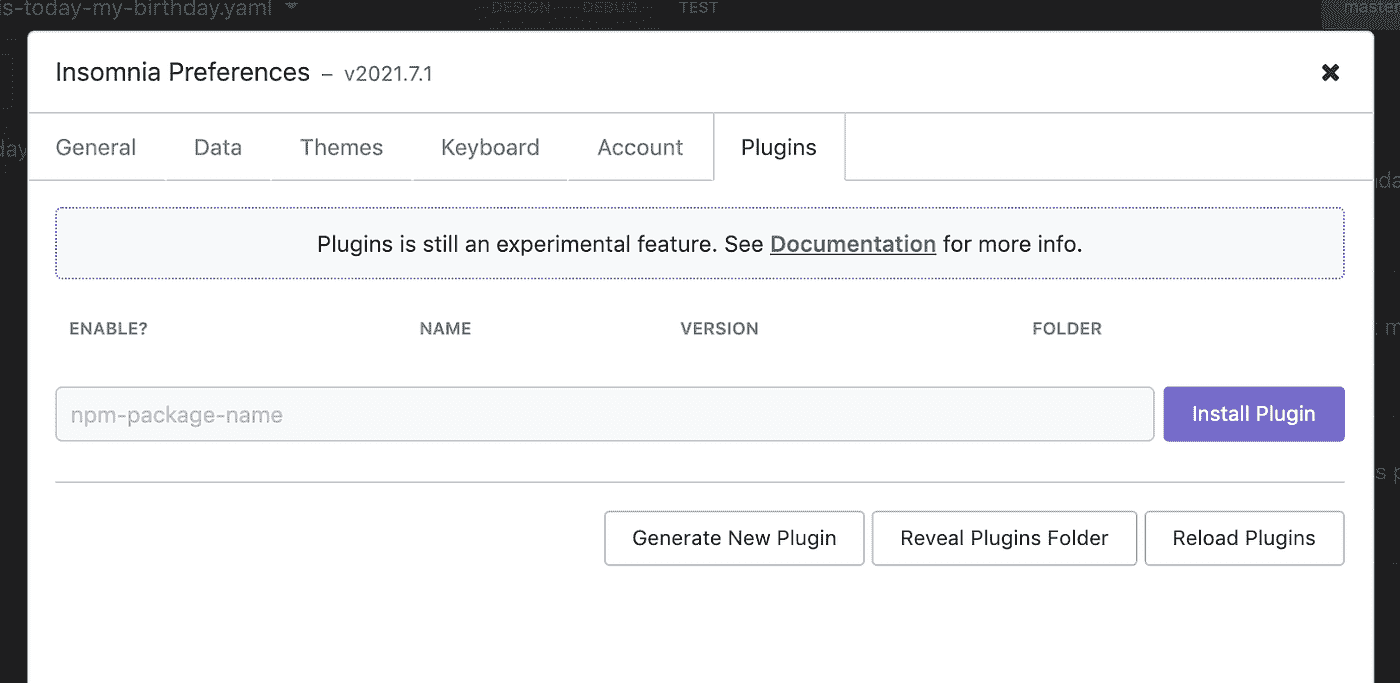 is-today-my-birthday.yaml
DESIGN DEBUG TEST
master
Insomnia Preferences – v2021.7.1
General Data Themes Keyboard Account Plugins
Plugins is still an experimental feature. See Documentation for more info.
ENABLE? NAME VERSION FOLDER
npm-package-name Install Plugin
Generate New Plugin Reveal Plugins Folder Reload Plugins